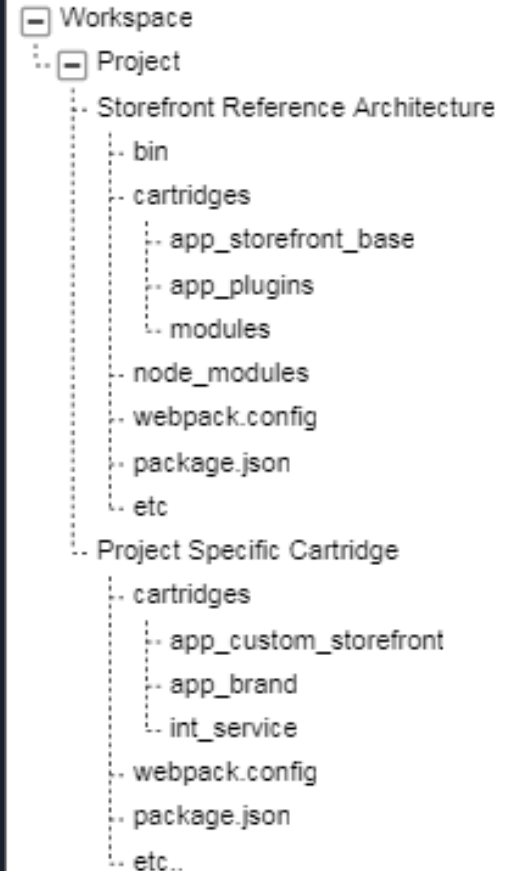 Workspace
Project
Storefront Reference Architecture
bin
cartridges
app_storefront_base
app_plugins
modules
node_modules
webpack.config
package.json
etc
Project Specific Cartridge
cartridges
app_custom_storefront
app_brand
int_service
webpack.config
package.json
etc..